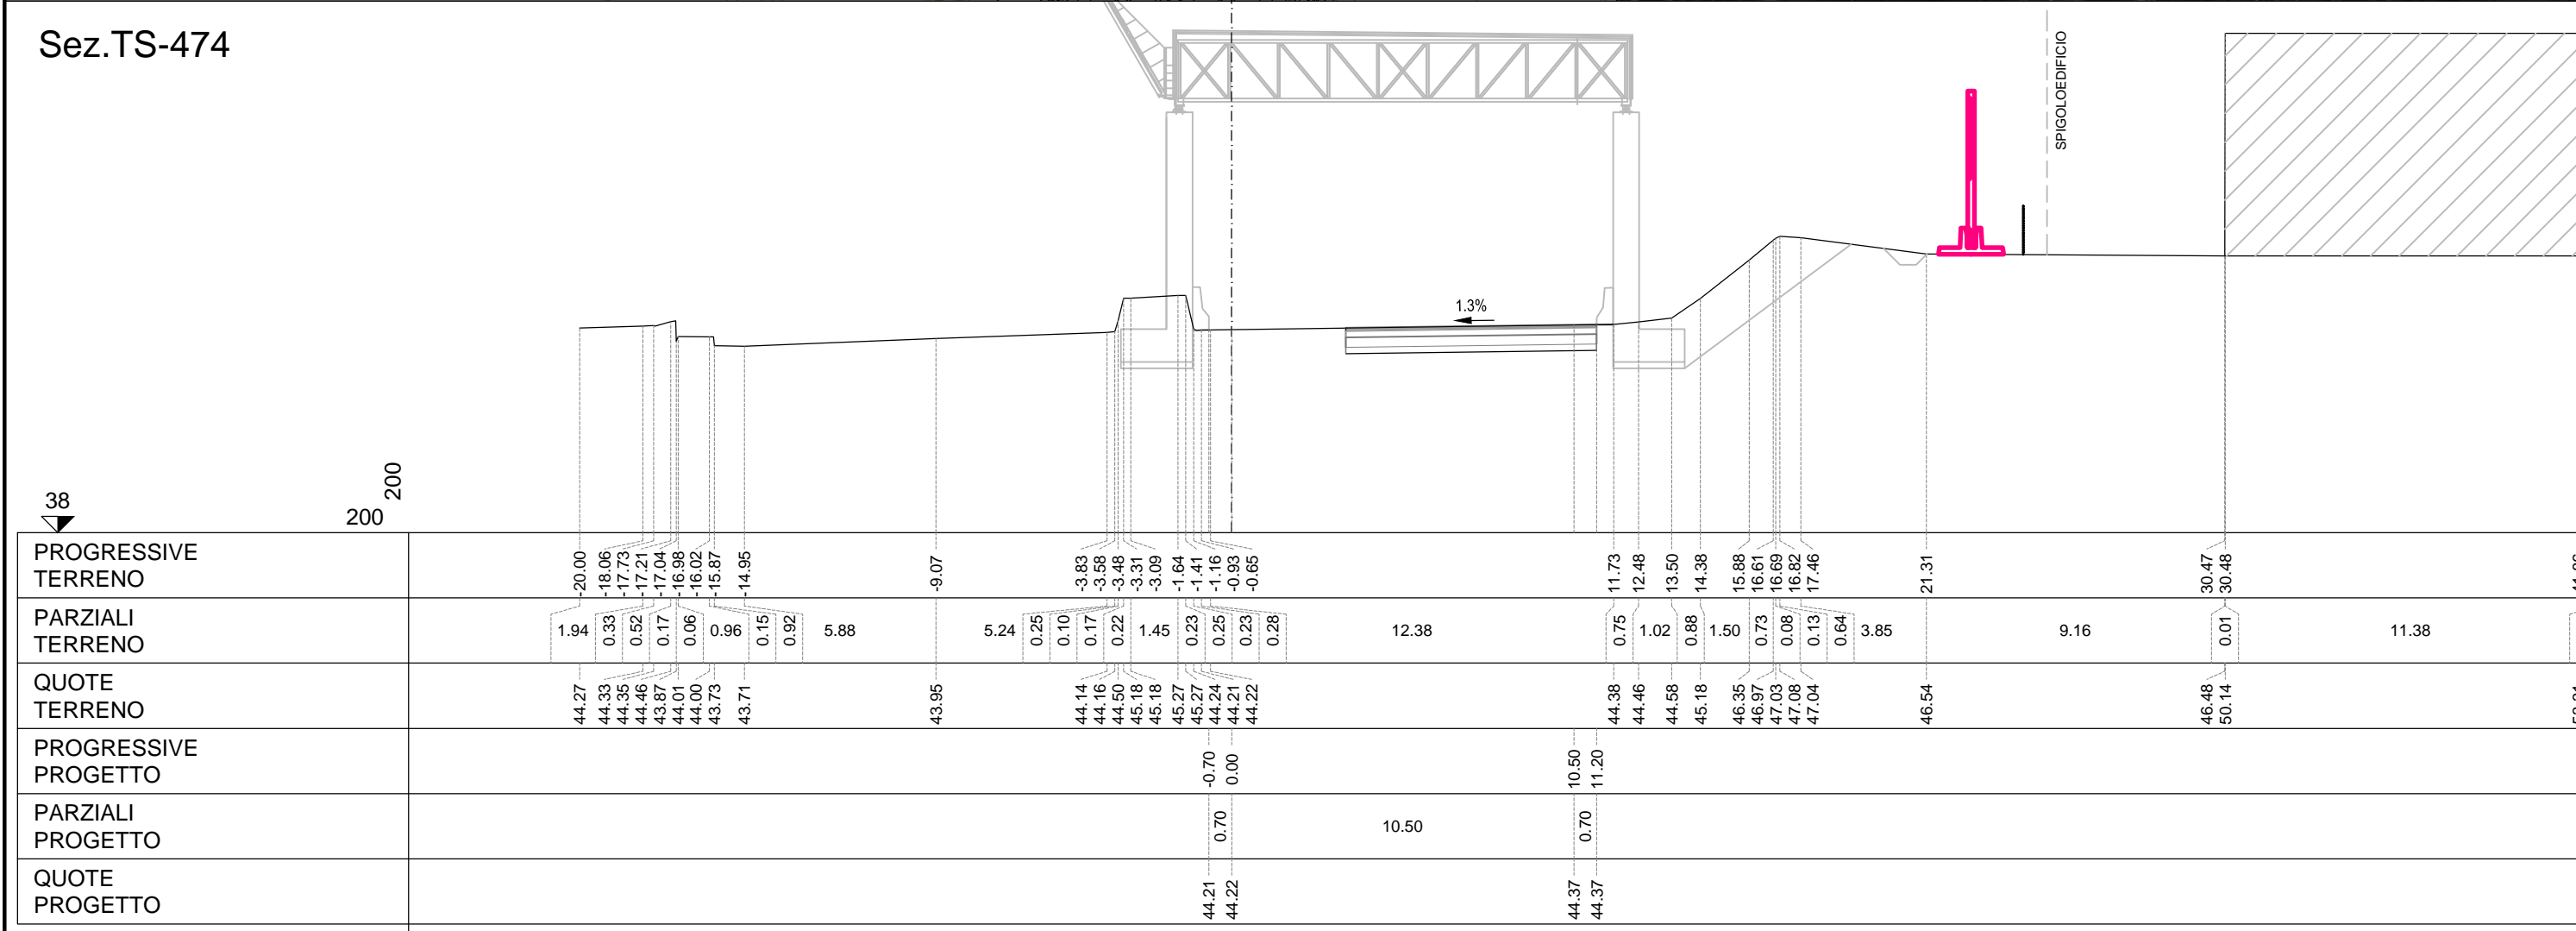 Sez.TS-474
SPIGOLOEDIFICIO
1.3%
38
200
200
PROGRESSIVE
TERRENO
-20.00 -18.06 -17.73 -17.21 -17.04 -16.98 -16.02 -15.87 -14.95 -9.07 -3.83 -3.58 -3.48 -3.31 -3.09 -1.64 -1.41 -1.16 -0.93 -0.65 11.73 12.48 13.50 14.38 15.88 16.61 16.69 16.82 17.46 21.31 30.47 30.48
PARZIALI
TERRENO
1.94 0.33 0.52 0.17 0.06 0.96 0.15 0.92 5.88 5.24 0.25 0.10 0.17 0.22 1.45 0.23 0.25 0.23 0.28 12.38 0.75 1.02 0.88 1.50 0.73 0.08 0.13 0.64 3.85 9.16 0.01 11.38
QUOTE
TERRENO
44.27 44.33 44.35 44.46 43.87 44.01 44.00 43.73 43.71 43.95 44.14 44.16 44.50 45.18 45.18 45.27 45.27 44.24 44.21 44.22 44.38 44.46 44.58 45.18 46.35 46.97 47.03 47.08 47.04 46.54 46.48 50.14
PROGRESSIVE
PROGETTO
-0.70 0.00 10.50 11.20
PARZIALI
PROGETTO
0.70 10.50 0.70
QUOTE
PROGETTO
44.21 44.22 44.37 44.37